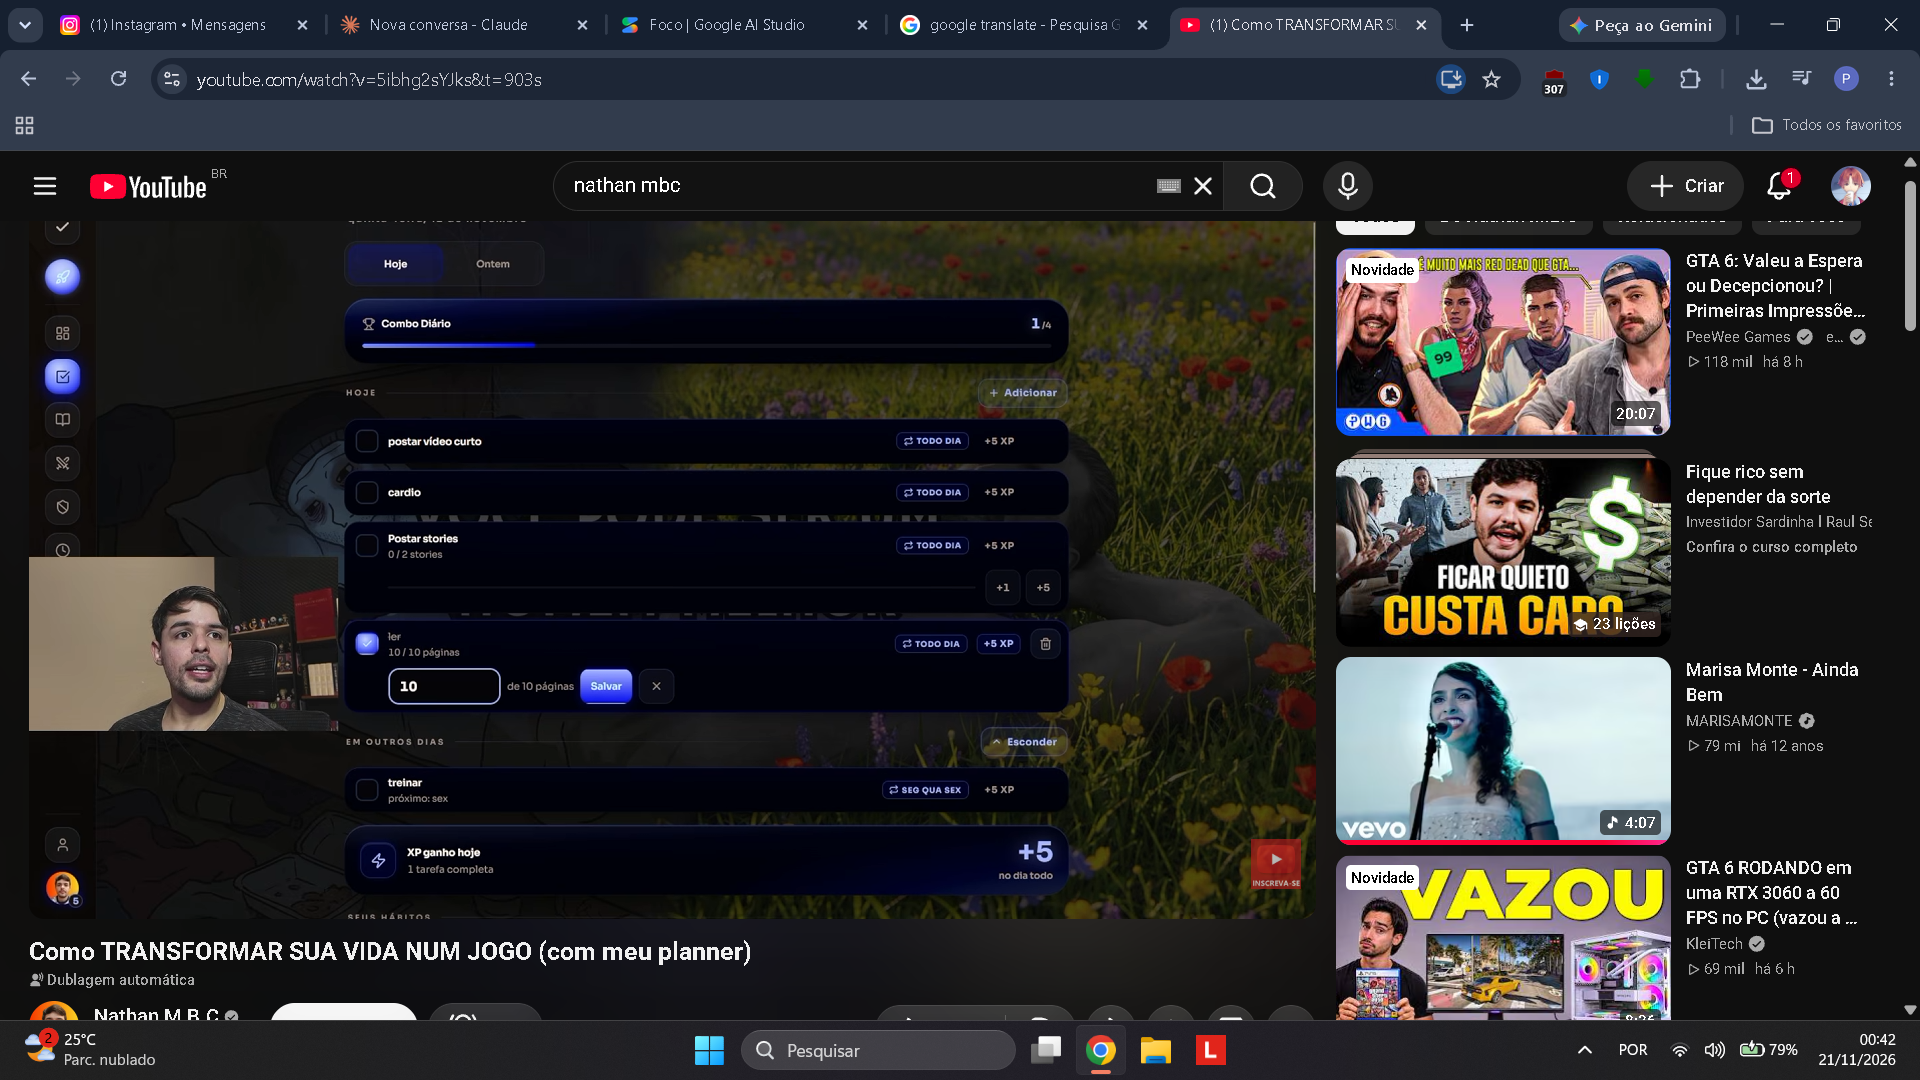 (1) Instagram • Mensagens
Nova conversa - Claude
Foco | Google AI Studio
google translate - Pesquisa G
(1) Como TRANSFORMAR SU
Peça ao Gemini
youtube.com/watch?v=5ibhg2sYJks&t=903s
307
P
Todos os favoritos
YouTube
BR
nathan mbc
Criar
1
Hoje
Ontem
Combo Diário
1/4
HOJE
+ Adicionar
postar vídeo curto
TODO DIA
+5 XP
cardio
TODO DIA
+5 XP
Postar stories
0 / 2 stories
TODO DIA
+5 XP
+1
+5
ler
10 / 10 páginas
TODO DIA
+5 XP
10
de 10 páginas
Salvar
EM OUTROS DIAS
Esconder
treinar
próximo: sex
SEG QUA SEX
+5 XP
XP ganho hoje
1 tarefa completa
+5
no dia todo
SEUS HÁBITOS
5
INSCREVA-SE
Como TRANSFORMAR SUA VIDA NUM JOGO (com meu planner)
Dublagem automática
Nathan M.B.C
Novidade
É MUITO MAIS RED DEAD QUE GTA...
99
PWG
20:07
GTA 6: Valeu a Espera
ou Decepcionou? |
Primeiras Impressõe...
PeeWee Games
e...
118 mil há 8 h
FICAR QUIETO
CUSTA CARO
23 lições
Fique rico sem
depender da sorte
Investidor Sardinha | Raul Se
Confira o curso completo
vevo
4:07
Marisa Monte - Ainda
Bem
MARISAMONTE
79 mi há 12 anos
Novidade
VAZOU
8:26
GTA 6 RODANDO em
uma RTX 3060 a 60
FPS no PC (vazou a ...
KleiTech
69 mil há 6 h
2
25°C
Parc. nublado
Pesquisar
L
POR
79%
00:42
21/11/2026